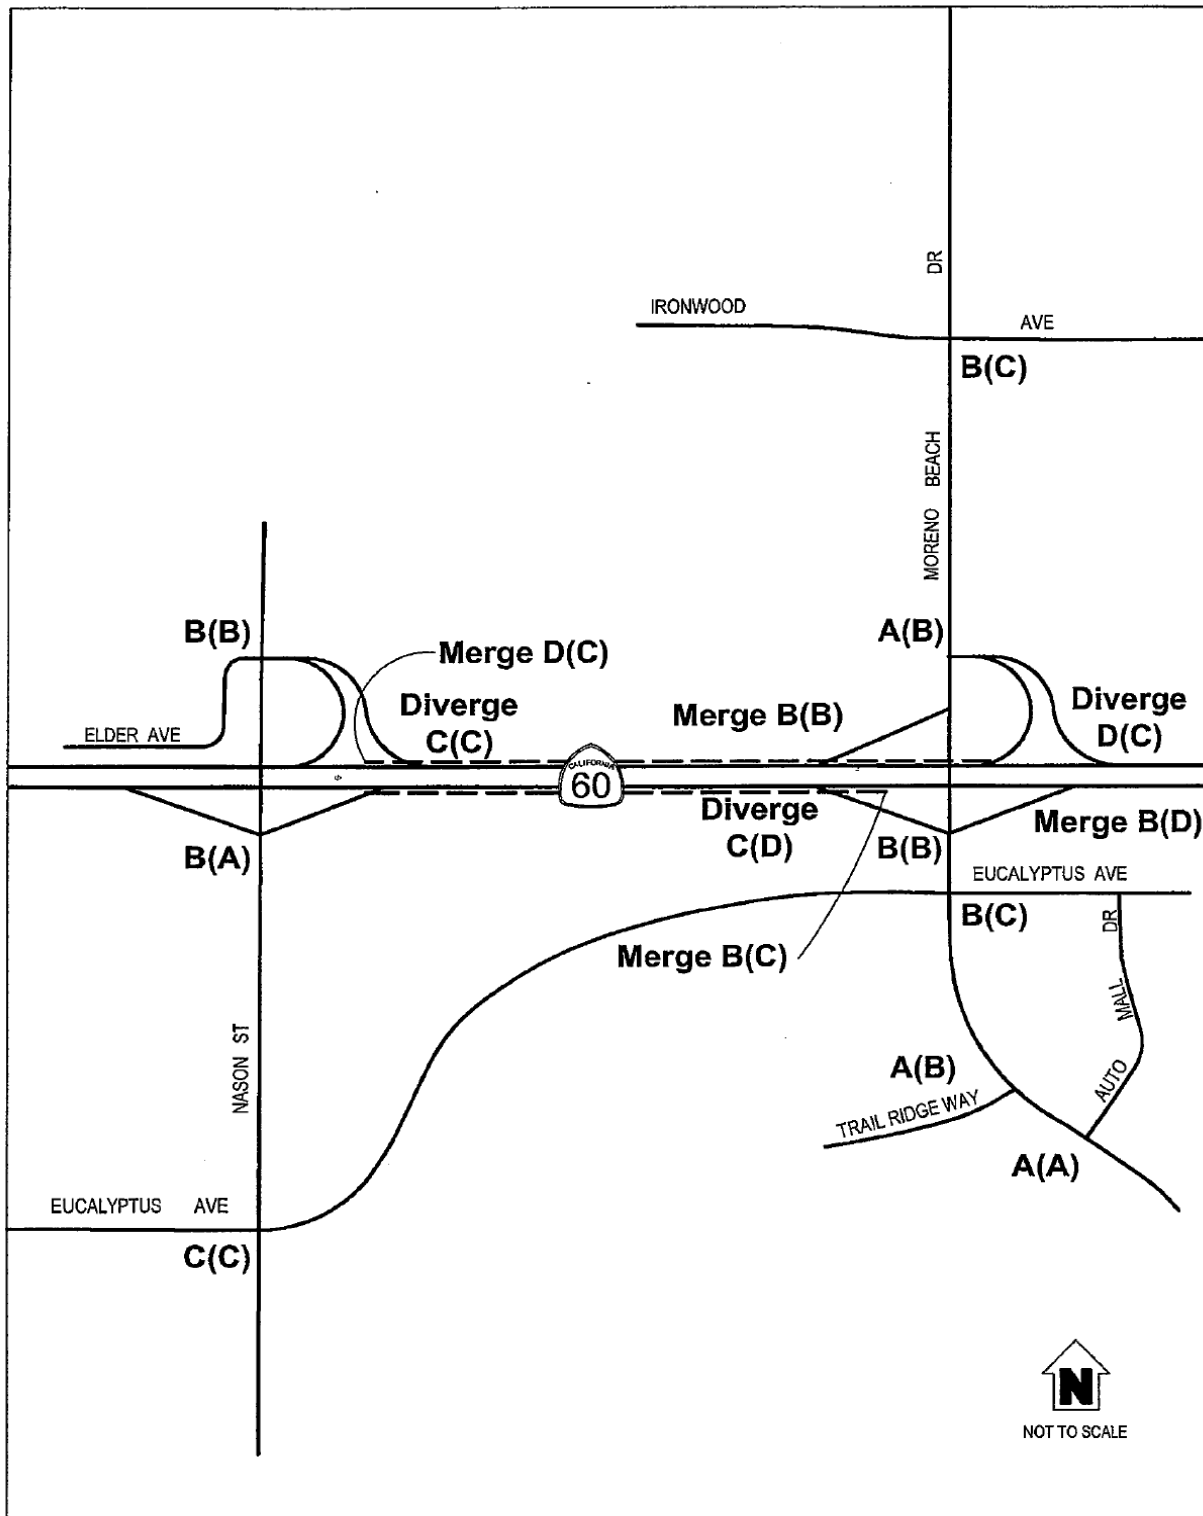 DR
IRONWOOD
AVE
B(C)
MORENO BEACH
B(B)
A(B)
Merge D(C)
Diverge
C(C)
Merge B(B)
Diverge
D(C)
ELDER AVE
CALIFORNIA
60
Diverge
C(D)
Merge B(D)
B(A)
B(B)
EUCALYPTUS AVE
B(C)
DR
Merge B(C)
MALL
NASON ST
A(B)
AUTO
TRAIL RIDGE WAY
A(A)
EUCALYPTUS AVE
C(C)
N
NOT TO SCALE